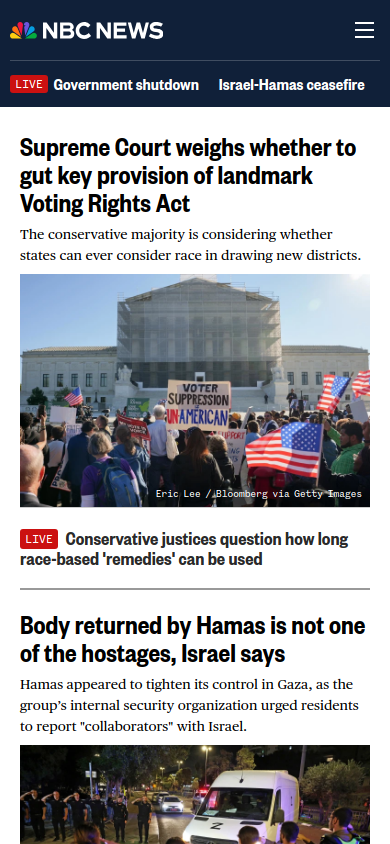 NBC NEWS
LIVE Government shutdown Israel-Hamas ceasefire
Supreme Court weighs whether to
gut key provision of landmark
Voting Rights Act
The conservative majority is considering whether
states can ever consider race in drawing new districts.
VOTER
SUPPRESSION
IS
UNAMERICAN
Eric Lee / Bloomberg via Getty Images
LIVE Conservative justices question how long
race-based 'remedies' can be used
Body returned by Hamas is not one
of the hostages, Israel says
Hamas appeared to tighten its control in Gaza, as the
group’s internal security organization urged residents
to report "collaborators" with Israel.